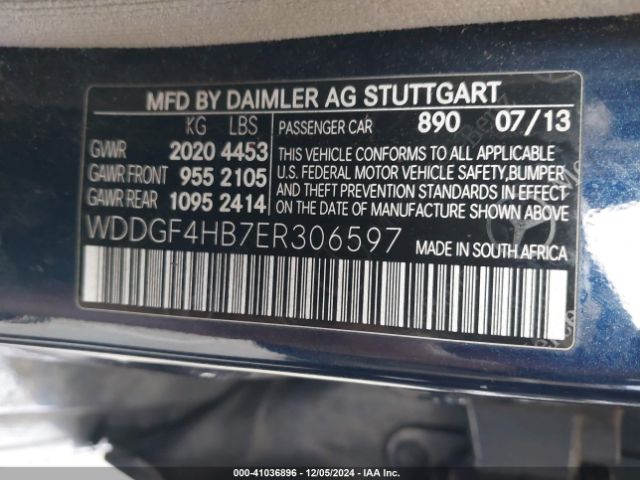 MFD BY DAIMLER AG STUTTGART
KG LBS PASSENGER CAR 890 07/13
GVWR 2020 4453 THIS VEHICLE CONFORMS TO ALL APPLICABLE
GAWR FRONT 955 2105 U.S. FEDERAL MOTOR VEHICLE SAFETY,BUMPER
GAWR REAR 1095 2414 AND THEFT PREVENTION STANDARDS IN EFFECT
ON THE DATE OF MANUFACTURE SHOWN ABOVE.
WDDGF4HB7ER306597 MADE IN SOUTH AFRICA
000-41036896 - 12/05/2024 - IAA Inc.